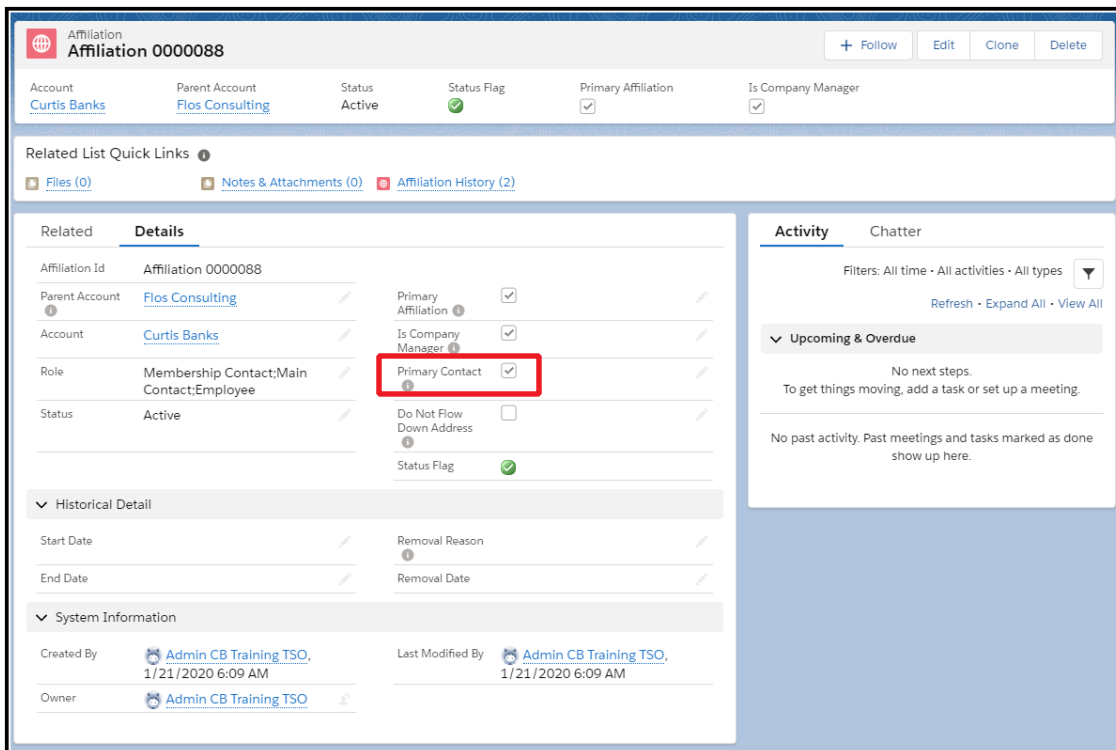 Affiliation
Affiliation 0000088
+ Follow
Edit
Clone
Delete
Account
Parent Account
Status
Status Flag
Primary Affiliation
Is Company Manager
Curtis Banks
Flos Consulting
Active
Related List Quick Links
Files (0)
Notes & Attachments (0)
Affiliation History (2)
Related
Details
Affiliation Id
Affiliation 0000088
Parent Account
Flos Consulting
Primary
Affiliation
Account
Curtis Banks
Is Company
Manager
Role
Membership Contact;Main
Contact;Employee
Primary Contact
Status
Active
Do Not Flow
Down Address
Status Flag
Historical Detail
Start Date
Removal Reason
End Date
Removal Date
System Information
Created By
Admin CB Training TSO,
1/21/2020 6:09 AM
Last Modified By
Admin CB Training TSO,
1/21/2020 6:09 AM
Owner
Admin CB Training TSO
Activity
Chatter
Filters: All time • All activities • All types
Refresh • Expand All • View All
Upcoming & Overdue
No next steps.
To get things moving, add a task or set up a meeting.
No past activity. Past meetings and tasks marked as done
show up here.